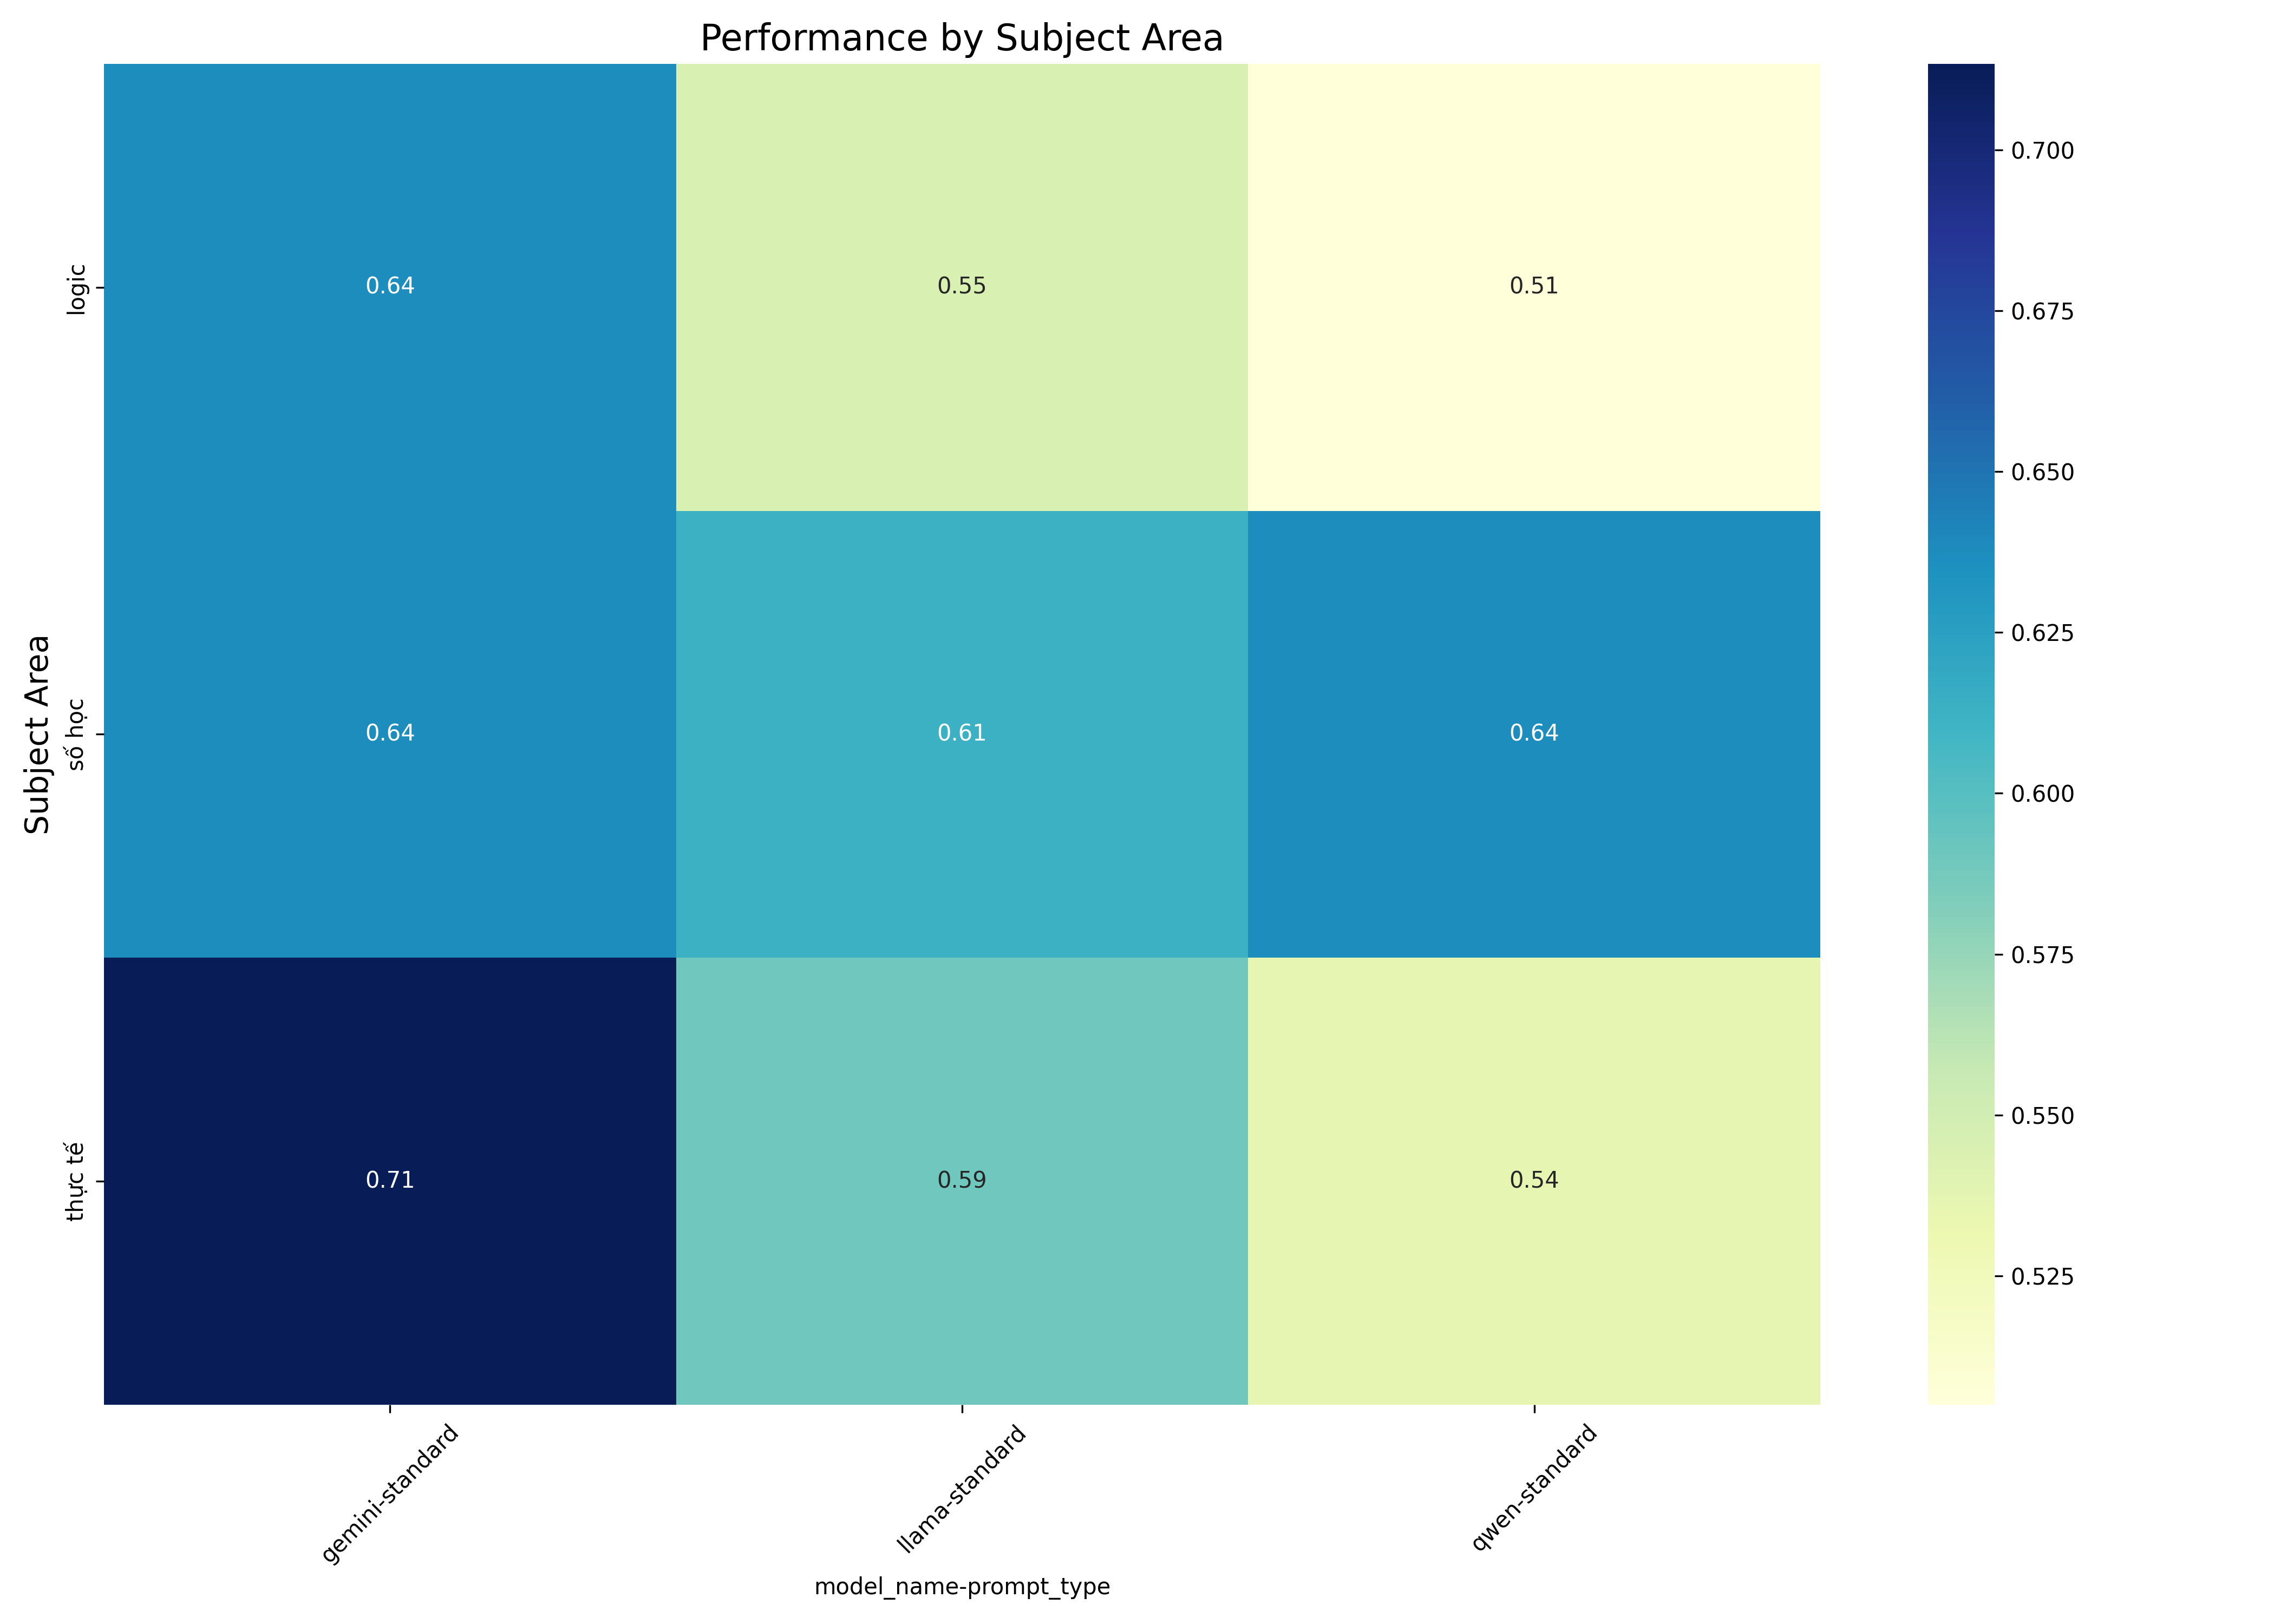 Performance by Subject Area
Subject Area
logic
0.64
0.55
0.51
số học
0.64
0.61
0.64
thực tế
0.71
0.59
0.54
gemini-standard
llama-standard
qwen-standard
model_name-prompt_type
0.700
0.675
0.650
0.625
0.600
0.575
0.550
0.525